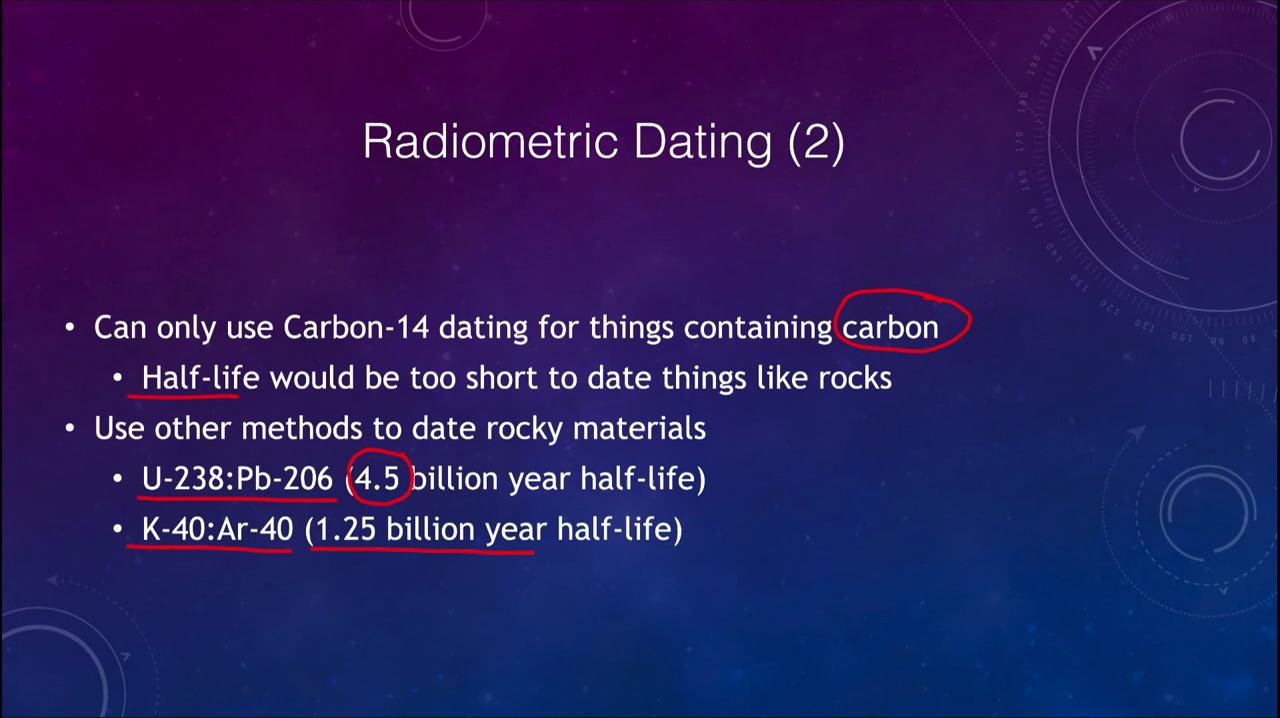 Radiometric Dating (2)
• Can only use Carbon-14 dating for things containing carbon
• Half-life would be too short to date things like rocks
• Use other methods to date rocky materials
• U-238:Pb-206 (4.5 billion year half-life)
• K-40:Ar-40 (1.25 billion year half-life)